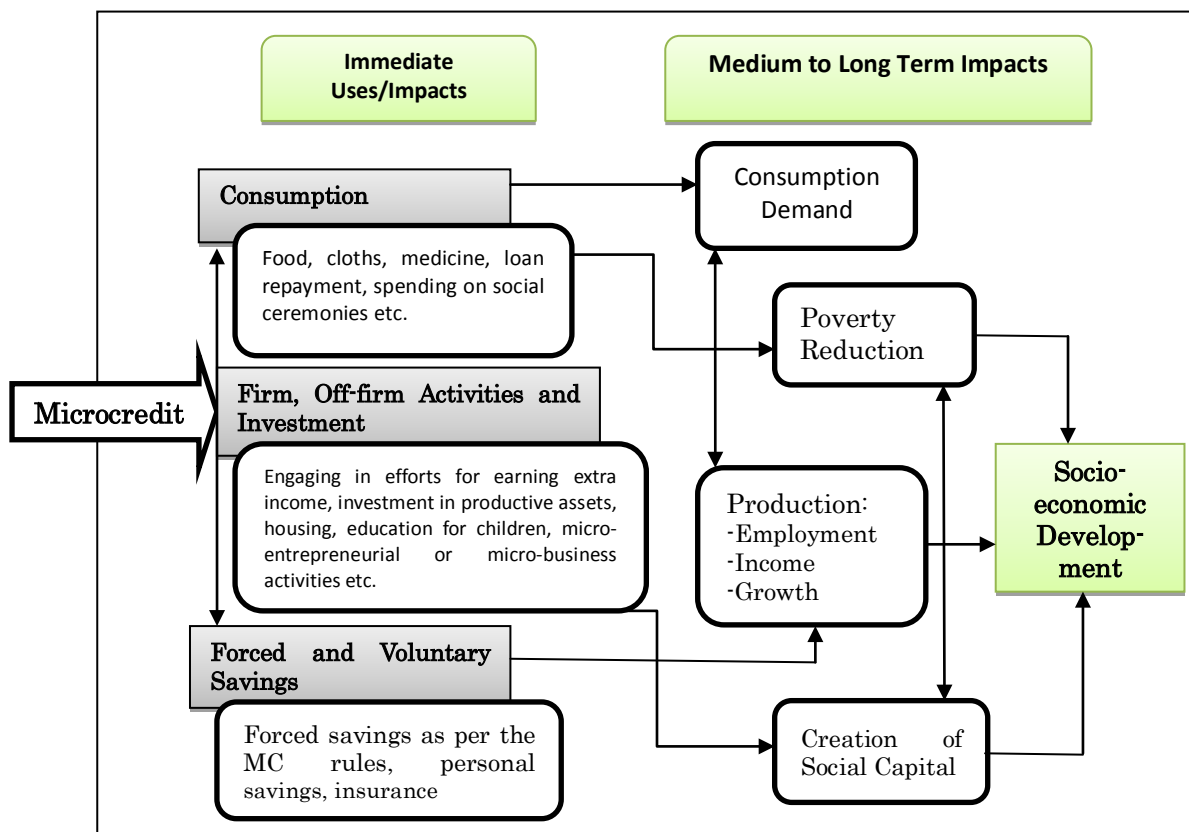 Immediate
Uses/Impacts
Medium to Long Term Impacts
Consumption
Food, cloths, medicine, loan
repayment, spending on social
ceremonies etc.
Consumption
Demand
Poverty
Reduction
Microcredit
Firm, Off-firm Activities and
Investment
Engaging in efforts for earning extra
income, investment in productive assets,
housing, education for children, micro-
entrepreneurial or micro-business
activities etc.
Production:
-Employment
-Income
-Growth
Socio-
economic
Develop-
ment
Forced and Voluntary
Savings
Forced savings as per the
MC rules, personal
savings, insurance
Creation of
Social Capital